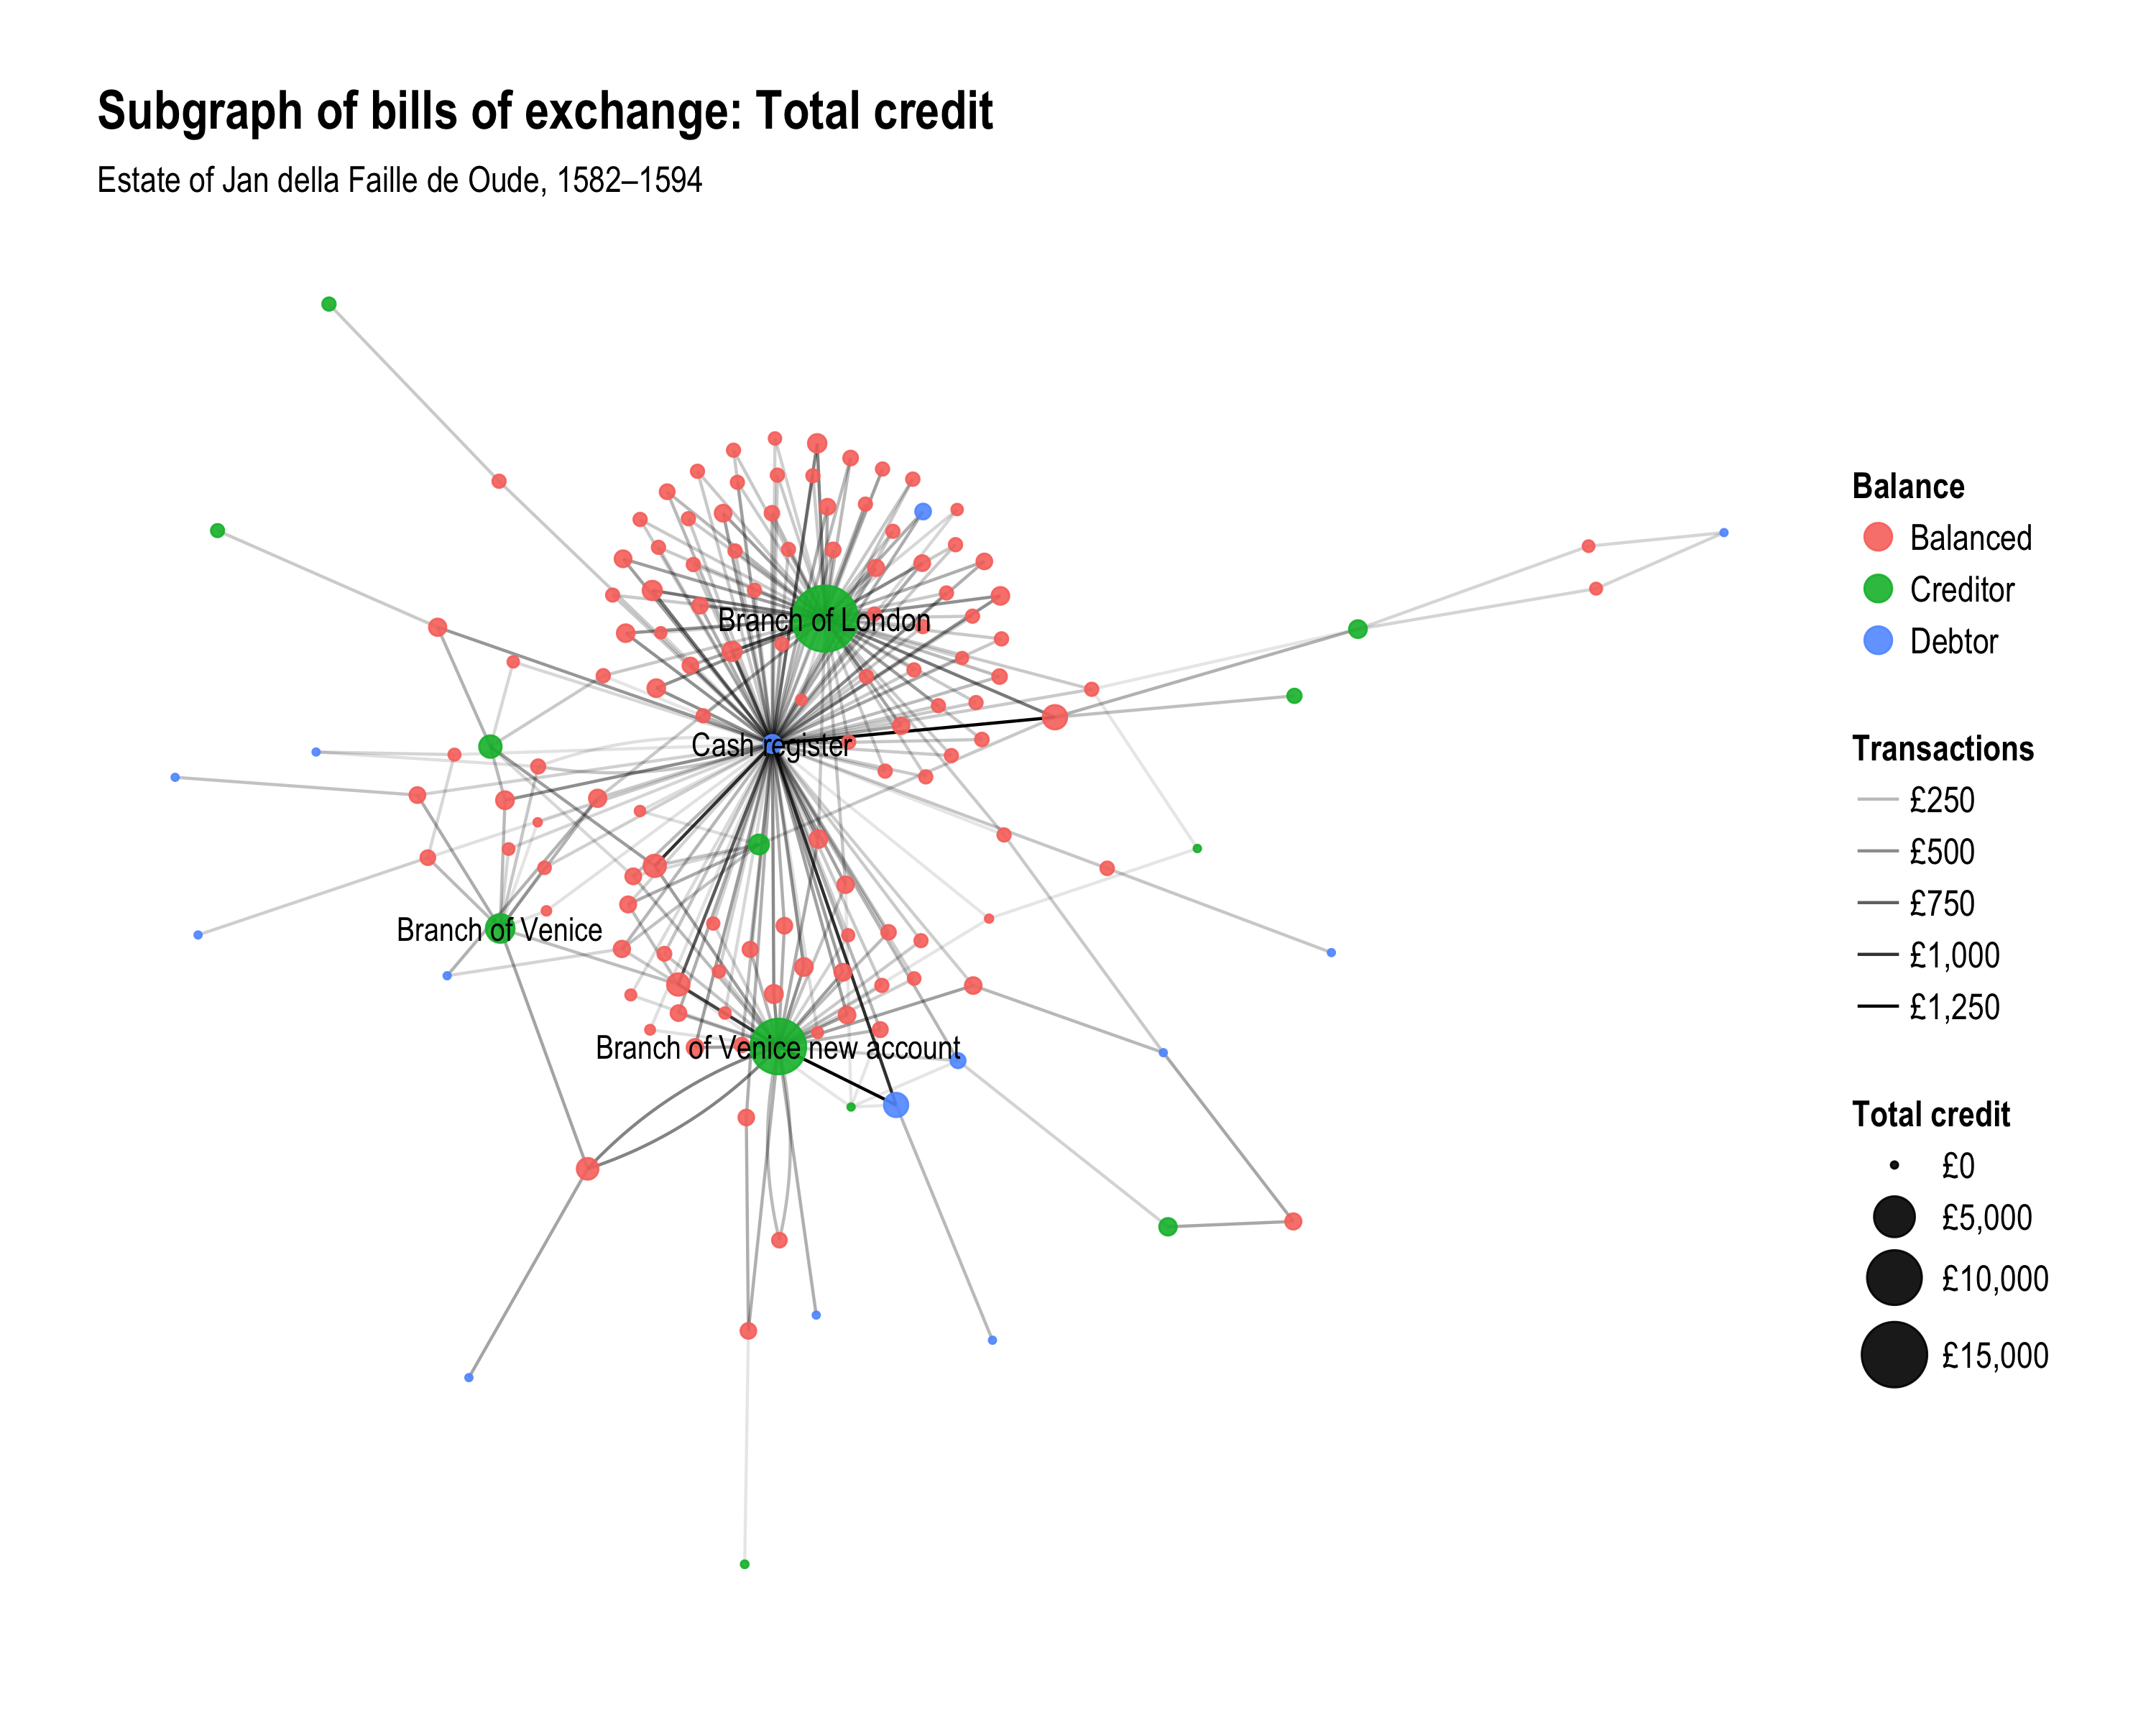 Subgraph of bills of exchange: Total credit
Estate of Jan della Faille de Oude, 1582–1594
Branch of London
Cash register
Branch of Venice
Branch of Venice new account
Balance
Balanced
Creditor
Debtor
Transactions
£250
£500
£750
£1,000
£1,250
Total credit
£0
£5,000
£10,000
£15,000